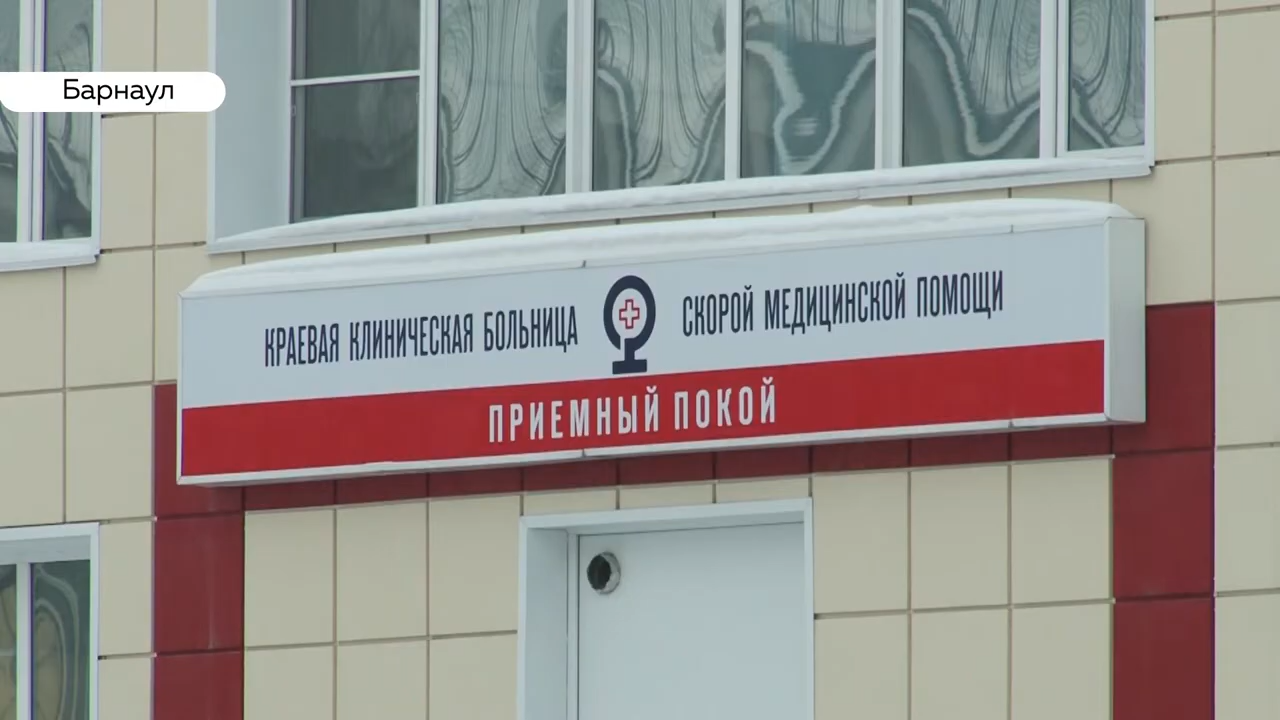 Барнаул
КРАЕВАЯ КЛИНИЧЕСКАЯ БОЛЬНИЦА СКОРОЙ МЕДИЦИНСКОЙ ПОМОЩИ
ПРИЕМНЫЙ ПОКОЙ